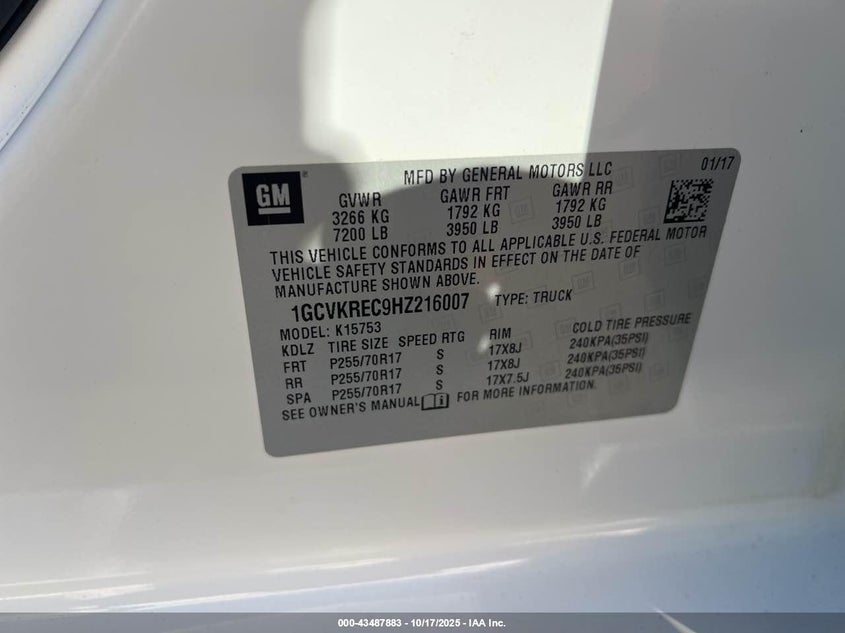 MFD BY GENERAL MOTORS LLC 01/17
GM
GVWR GAWR FRT GAWR RR
3266 KG 1792 KG 1792 KG
7200 LB 3950 LB 3950 LB
THIS VEHICLE CONFORMS TO ALL APPLICABLE U.S. FEDERAL MOTOR
VEHICLE SAFETY STANDARDS IN EFFECT ON THE DATE OF
MANUFACTURE SHOWN ABOVE.
1GCVKREC9HZ216007 TYPE: TRUCK
MODEL: K15753
KDLZ TIRE SIZE SPEED RTG RIM COLD TIRE PRESSURE
FRT P255/70R17 S 17X8J 240KPA(35PSI)
RR P255/70R17 S 17X8J 240KPA(35PSI)
SPA P255/70R17 S 17X7.5J 240KPA(35PSI)
SEE OWNER'S MANUAL FOR MORE INFORMATION.
000-43487883 - 10/17/2025 - IAA Inc.